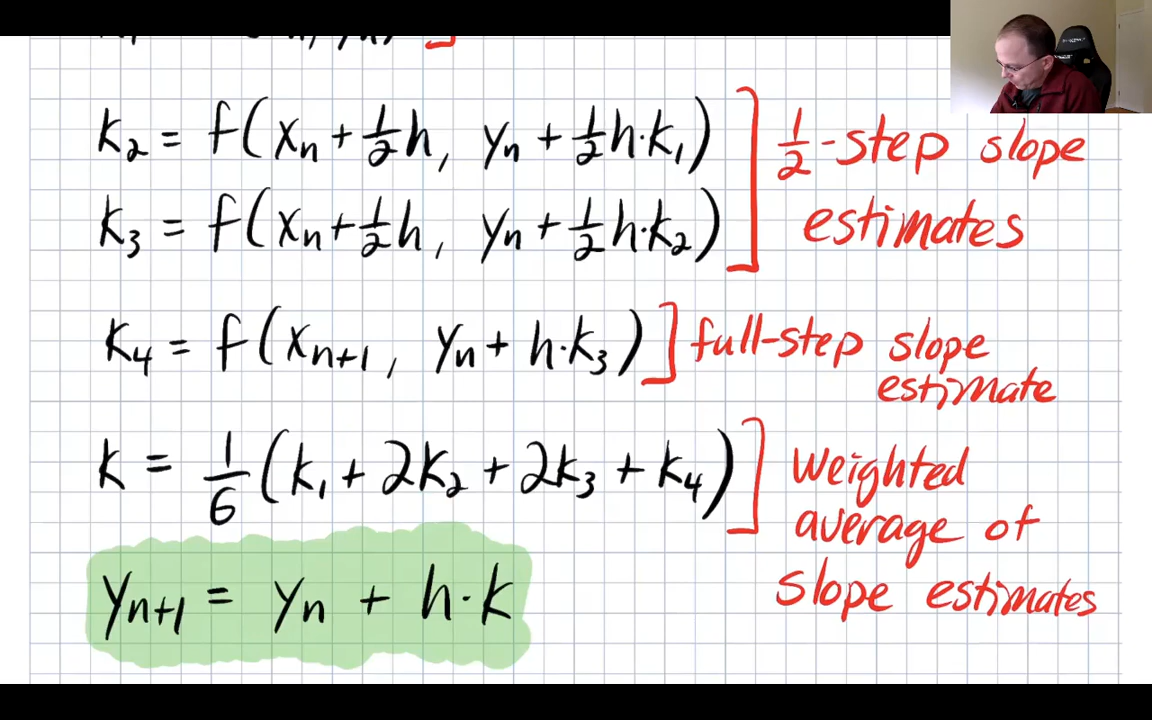 k₂ = f(xₙ + ½h, yₙ + ½h·k₁)
½-step slope
k₃ = f(xₙ + ½h, yₙ + ½h·k₂)
estimates
k₄ = f(xₙ₊₁, yₙ + h·k₃)
full-step slope
estimate
k = 1/6 (k₁ + 2k₂ + 2k₃ + k₄)
Weighted
average of
slope estimates
yₙ₊₁ = yₙ + h·k